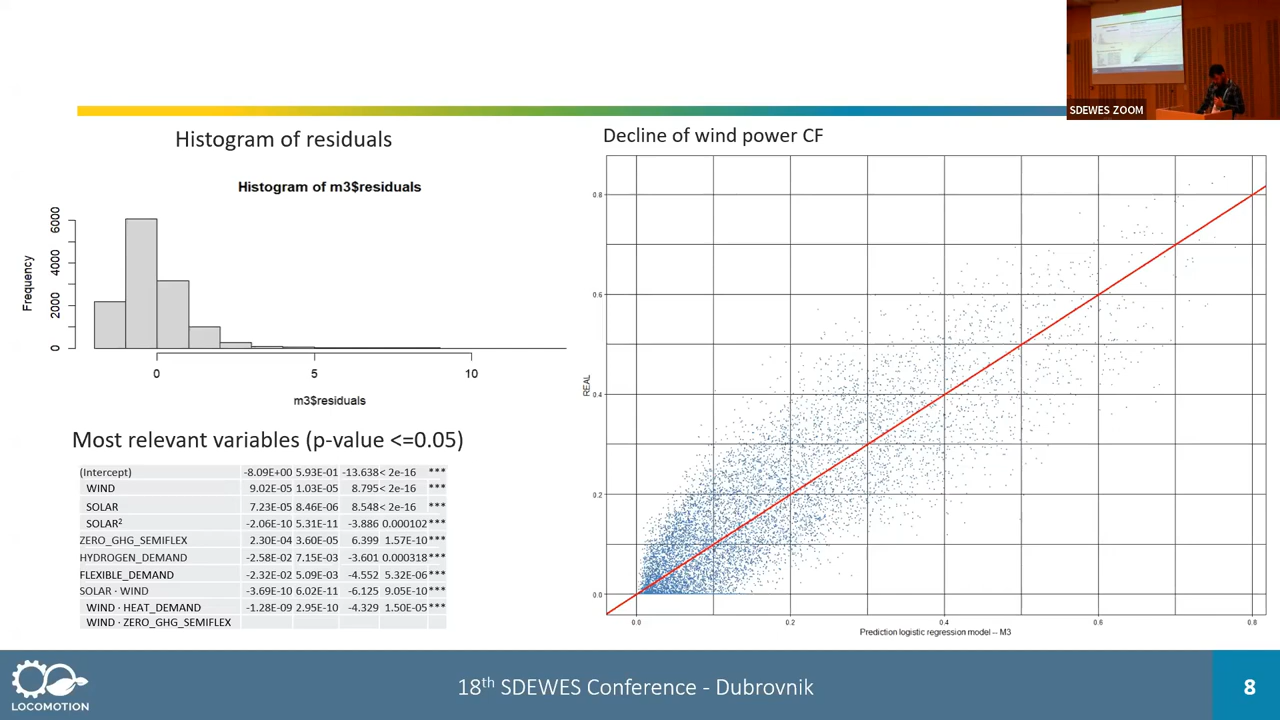 SDEWES ZOOM
Histogram of residuals
Decline of wind power CF
Histogram of m3$residuals
Frequency
6000
4000
2000
0
0 5 10
m3$residuals
Most relevant variables (p-value <=0.05)
(Intercept) -8.09E+00 5.93E-01 -13.638 < 2e-16 ***
WIND 9.02E-05 1.03E-05 8.795 < 2e-16 ***
SOLAR 7.23E-05 8.46E-06 8.548 < 2e-16 ***
SOLAR² -2.06E-10 5.31E-11 -3.886 0.000102 ***
ZERO_GHG_SEMIFLEX 2.30E-04 3.60E-05 6.399 1.57E-10 ***
HYDROGEN_DEMAND -2.58E-02 7.15E-03 -3.601 0.000318 ***
FLEXIBLE_DEMAND -2.32E-02 5.09E-03 -4.552 5.32E-06 ***
SOLAR · WIND -3.69E-10 6.02E-11 -6.125 9.05E-10 ***
WIND · HEAT_DEMAND -1.28E-09 2.95E-10 -4.329 1.50E-05 ***
WIND · ZERO_GHG_SEMIFLEX
REAL
0.8
0.6
0.4
0.2
0.0
0.0 0.2 0.4 0.6 0.8
Prediction logistic regression model -- M3
LOCOMOTION
18th SDEWES Conference - Dubrovnik
8